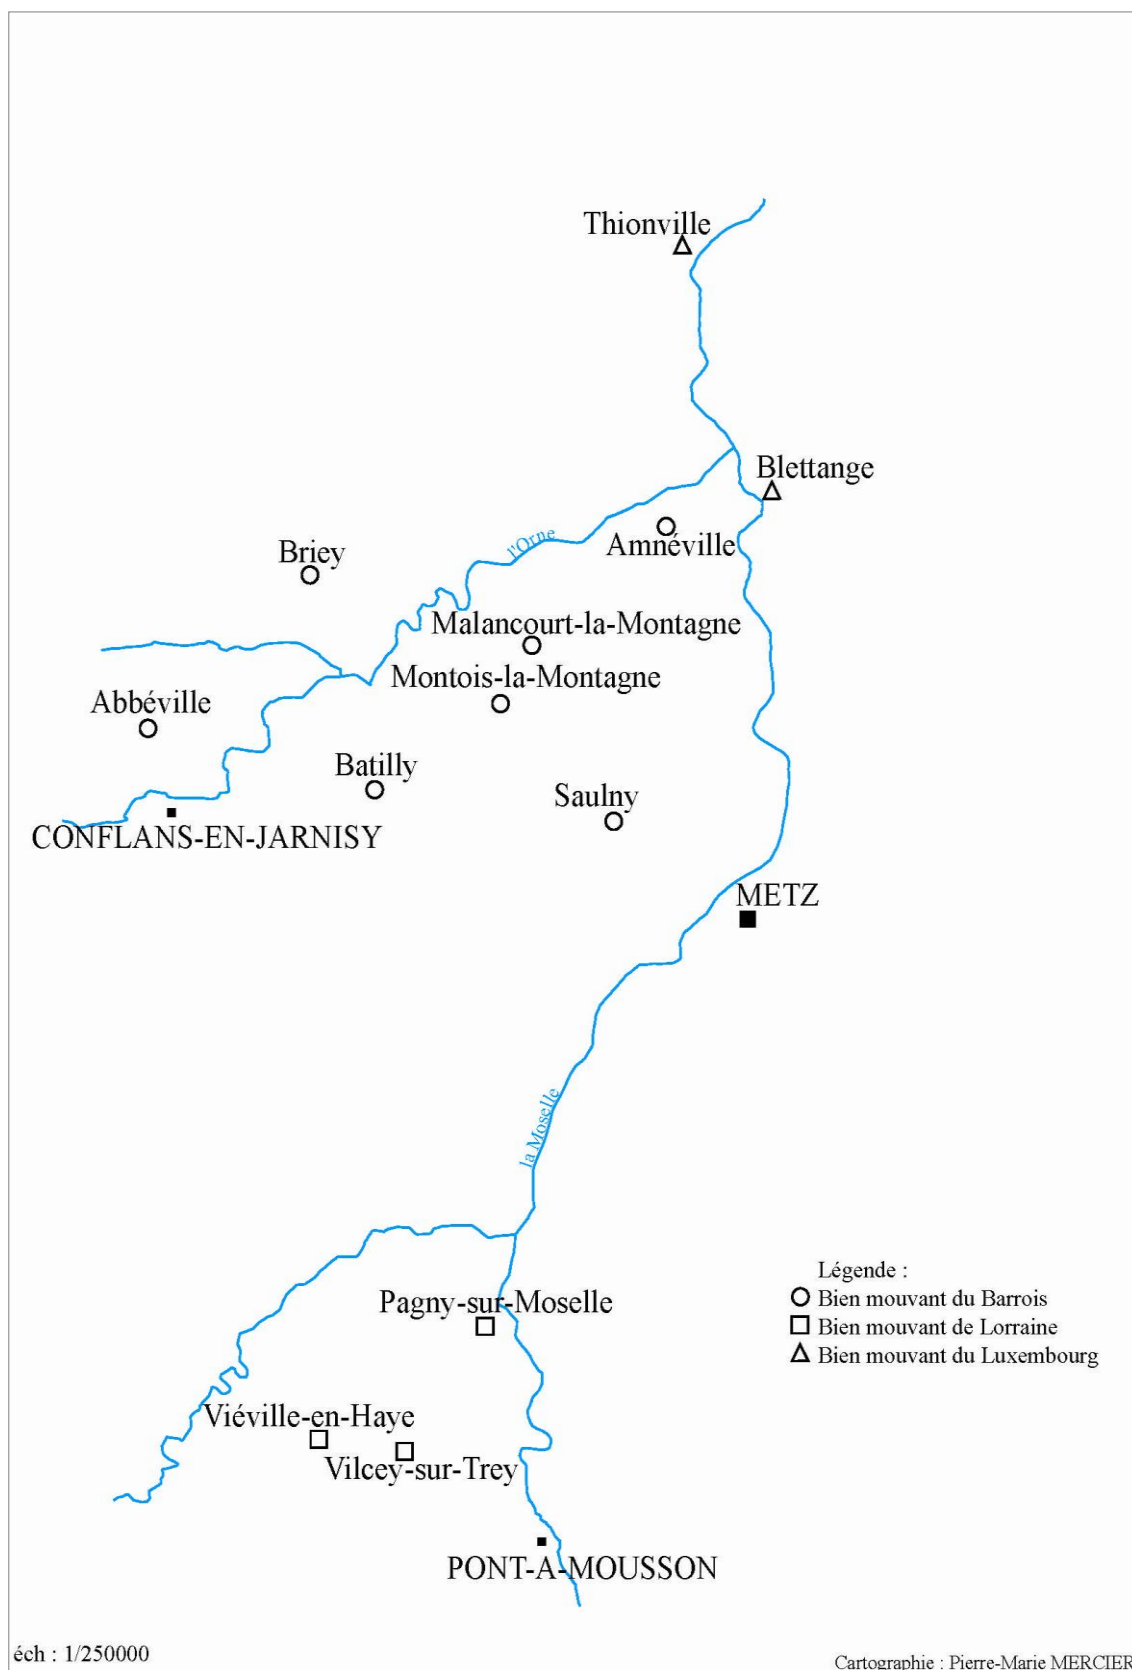 Thionville
Blettange
l'Orne
Amnéville
Briey
Malancourt-la-Montagne
Montois-la-Montagne
Abbéville
Batilly
Saulny
CONFLANS-EN-JARNISY
METZ
la Moselle
Légende :
Pagny-sur-Moselle
Bien mouvant du Barrois
Bien mouvant de Lorraine
Bien mouvant du Luxembourg
Viéville-en-Haye
Vilcey-sur-Trey
PONT-A-MOUSSON
éch : 1/250000
Cartographie : Pierre-Marie MERCIER